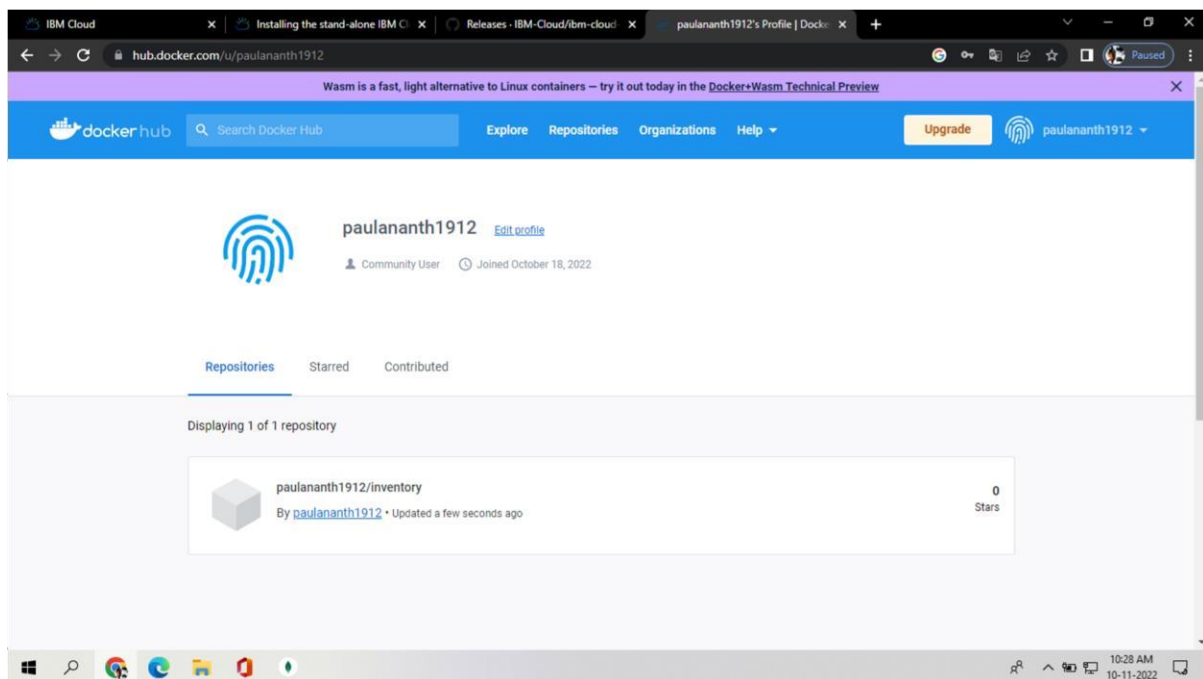 IBM Cloud
Installing the stand-alone IBM Cl
Releases · IBM-Cloud/ibm-cloud-
paulananth1912's Profile | Docke
hub.docker.com/u/paulananth1912
Paused
Wasm is a fast, light alternative to Linux containers — try it out today in the Docker+Wasm Technical Preview
dockerhub
Search Docker Hub
Explore
Repositories
Organizations
Help
Upgrade
paulananth1912
paulananth1912
Edit profile
Community User
Joined October 18, 2022
Repositories
Starred
Contributed
Displaying 1 of 1 repository
paulananth1912/inventory
By paulananth1912 • Updated a few seconds ago
0
Stars
10:28 AM
10-11-2022